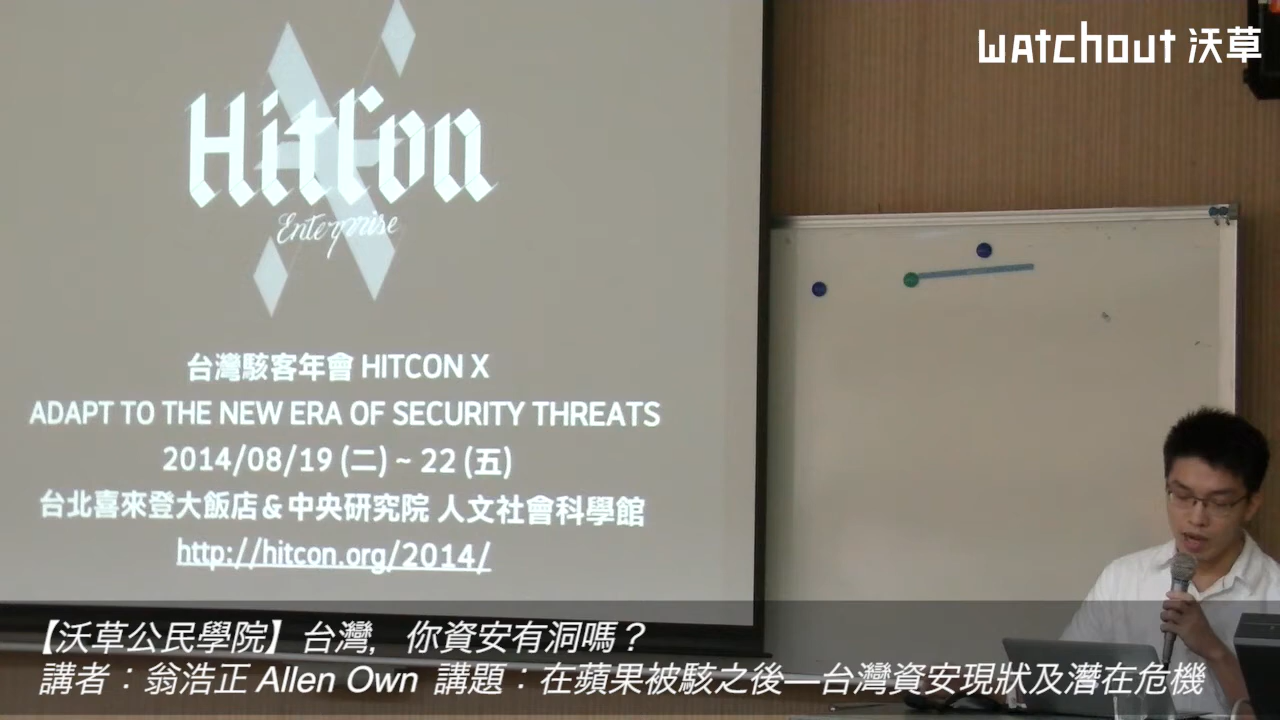 watchout 沃草
HitCon
Enterprise
台灣駭客年會 HITCON X
ADAPT TO THE NEW ERA OF SECURITY THREATS
2014/08/19 (二) ~ 22 (五)
台北喜來登大飯店 & 中央研究院 人文社會科學館
http://hitcon.org/2014/
【沃草公民學院】台灣，你資安有洞嗎？
講者：翁浩正 Allen Own 講題：在蘋果被駭之後—台灣資安現狀及潛在危機